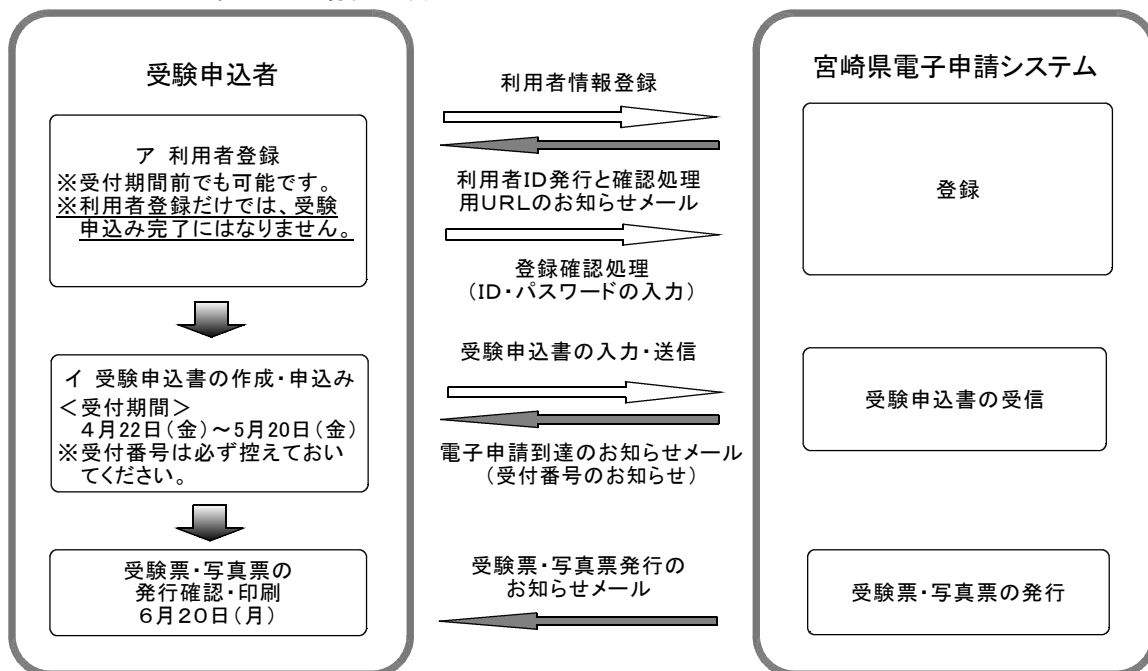 受験申込者
ア 利用者登録
※受付期間前でも可能です。
※利用者登録だけでは、受験
申込み完了にはなりません。
イ 受験申込書の作成・申込み
＜受付期間＞
4月22日(金)～5月20日(金)
※受付番号は必ず控えておい
てください。
受験票・写真票の
発行確認・印刷
6月20日(月)
利用者情報登録
利用者ID発行と確認処理
用URLのお知らせメール
登録確認処理
(ID・パスワードの入力)
受験申込書の入力・送信
電子申請到達のお知らせメール
(受付番号のお知らせ)
受験票・写真票発行の
お知らせメール
宮崎県電子申請システム
登録
受験申込書の受信
受験票・写真票の発行